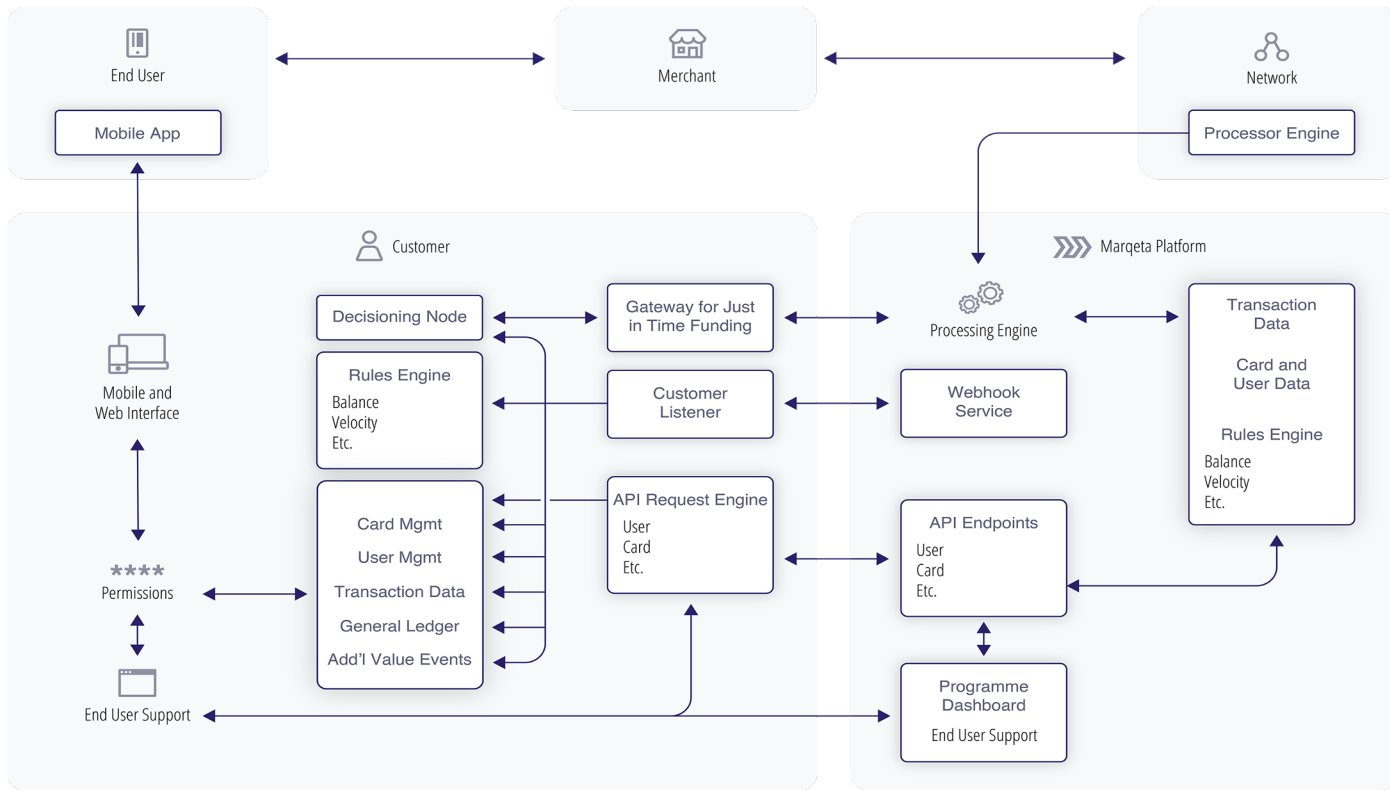 End User
Mobile App
Merchant
Network
Processor Engine
Customer
Mobile and
Web Interface
****
Permissions
End User Support
Decisioning Node
Rules Engine
Balance
Velocity
Etc.
Card Mgmt
User Mgmt
Transaction Data
General Ledger
Add'l Value Events
Gateway for Just
in Time Funding
Customer
Listener
API Request Engine
User
Card
Etc.
Marqeta Platform
Processing Engine
Webhook
Service
API Endpoints
User
Card
Etc.
Programme
Dashboard
End User Support
Transaction
Data
Card and
User Data
Rules Engine
Balance
Velocity
Etc.